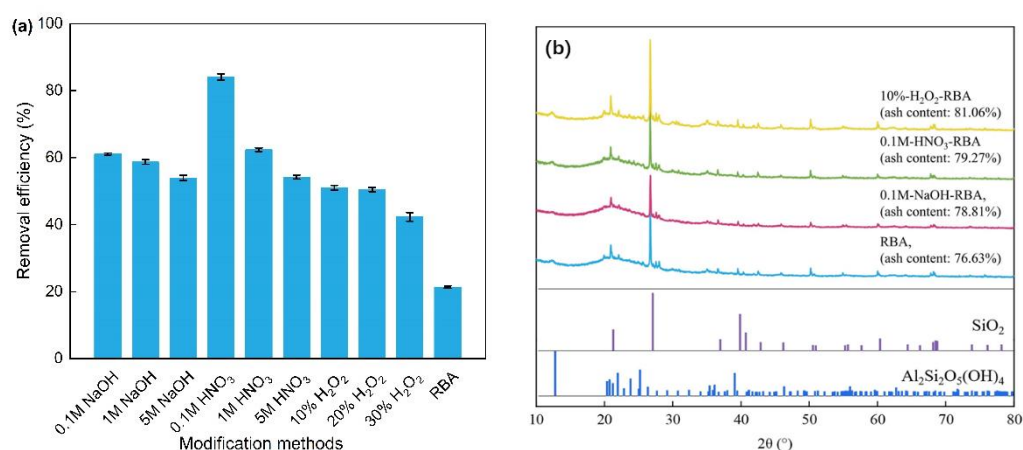 (a)
100
80
60
40
20
0
Removal efficiency (%)
0.1M NaOH
1M NaOH
5M NaOH
0.1M HNO₃
1M HNO₃
5M HNO₃
10% H₂O₂
20% H₂O₂
30% H₂O₂
RBA
Modification methods
(b)
10%-H₂O₂-RBA
(ash content: 81.06%)
0.1M-HNO₃-RBA
(ash content: 79.27%)
0.1M-NaOH-RBA,
(ash content: 78.81%)
RBA,
(ash content: 76.63%)
SiO₂
Al₂Si₂O₅(OH)₄
10 20 30 40 50 60 70 80
2θ (°)